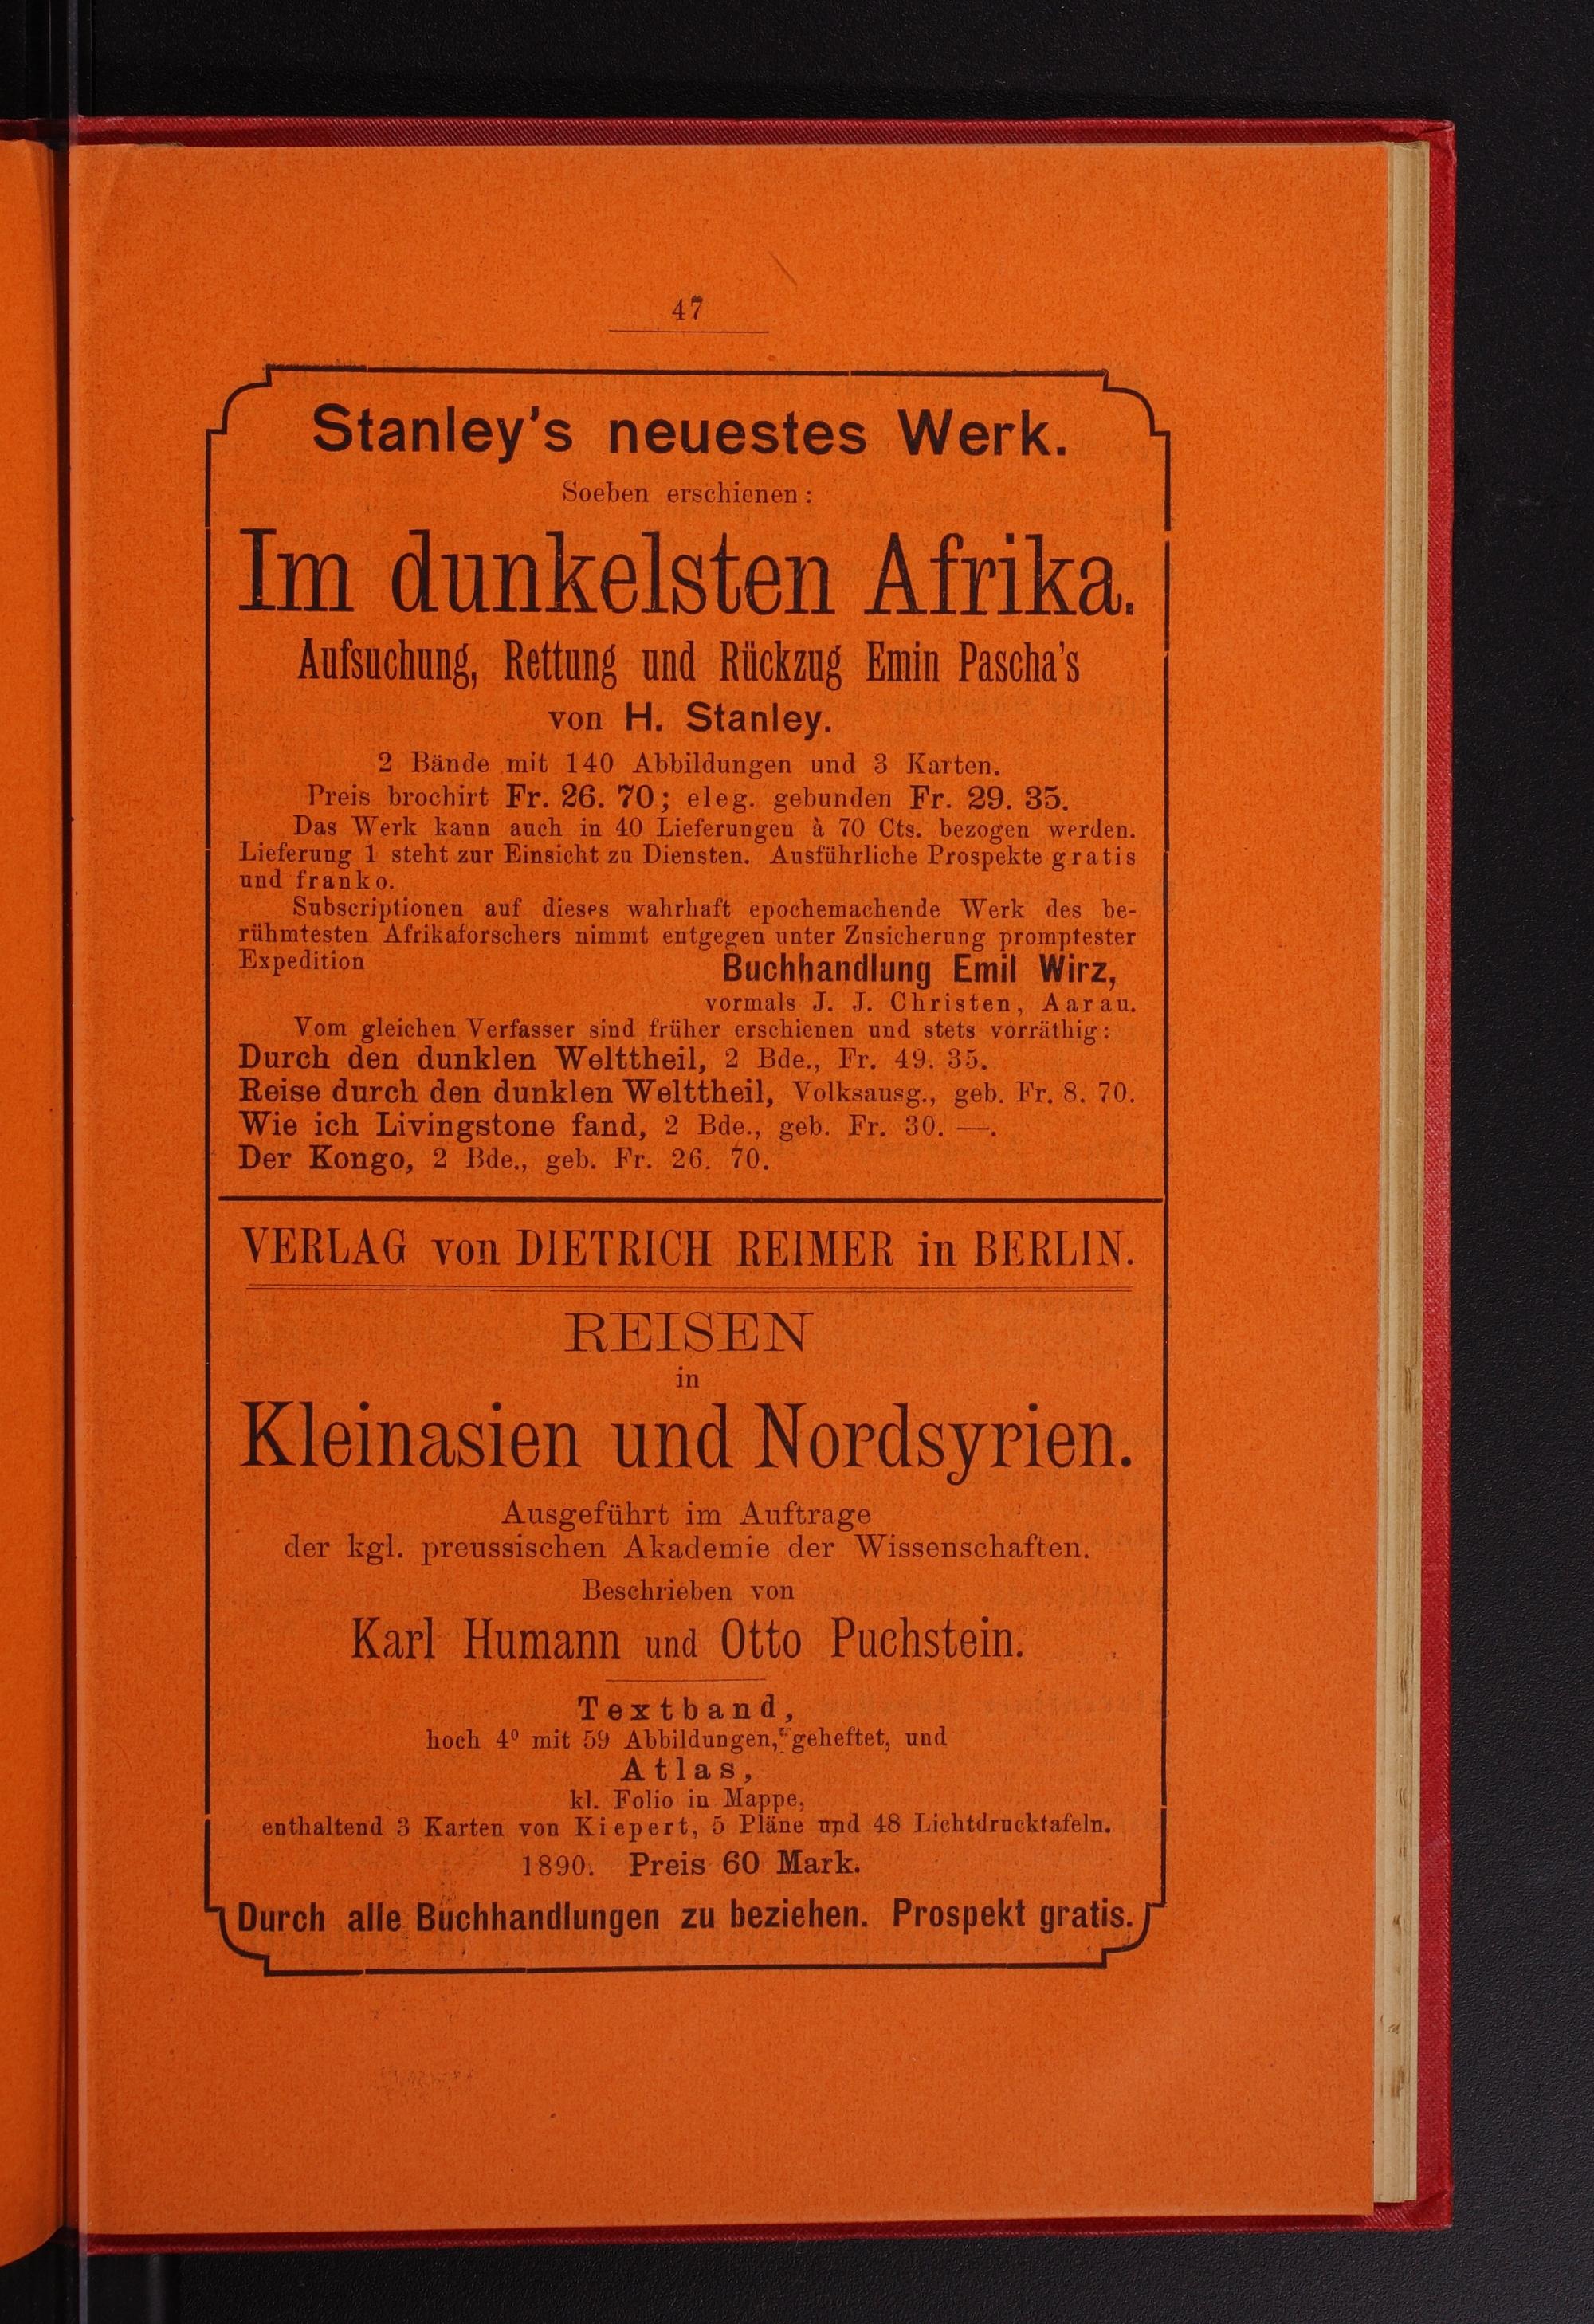 47
Stanley's neuestes Werk.
Soeben erschienen:
Im dunkelsten Afrika.
Aufsuchung, Rettung und Rückzug Emin Pascha's
von H. Stanley.
2 Bände mit 140 Abbildungen und 3 Karten.
Preis brochirt Fr. 26. 70; eleg. gebunden Fr. 29. 35.
Das Werk kann auch in 40 Lieferungen à 70 Cts. bezogen werden.
Lieferung 1 steht zur Einsicht zu Diensten. Ausführliche Prospekte gratis
und franko.
Subscriptionen auf dieses wahrhaft epochemachende Werk des be-
rühmtesten Afrikaforschers nimmt entgegen unter Zusicherung promptester
Expedition
Buchhandlung Emil Wirz,
vormals J. J. Christen, Aarau.
Vom gleichen Verfasser sind früher erschienen und stets vorräthig:
Durch den dunklen Welttheil, 2 Bde., Fr. 49. 35.
Reise durch den dunklen Welttheil, Volksausg., geb. Fr. 8. 70.
Wie ich Livingstone fand, 2 Bde., geb. Fr. 30. —.
Der Kongo, 2 Bde., geb. Fr. 26. 70.
VERLAG von DIETRICH REIMER in BERLIN.
REISEN
in
Kleinasien und Nordsyrien.
Ausgeführt im Auftrage
der kgl. preussischen Akademie der Wissenschaften.
Beschrieben von
Karl Humann und Otto Puchstein.
Textband,
hoch 4⁰ mit 59 Abbildungen, geheftet, und
Atlas,
kl. Folio in Mappe,
enthaltend 3 Karten von Kiepert, 5 Pläne und 48 Lichtdrucktafeln.
1890. Preis 60 Mark.
Durch alle Buchhandlungen zu beziehen. Prospekt gratis.